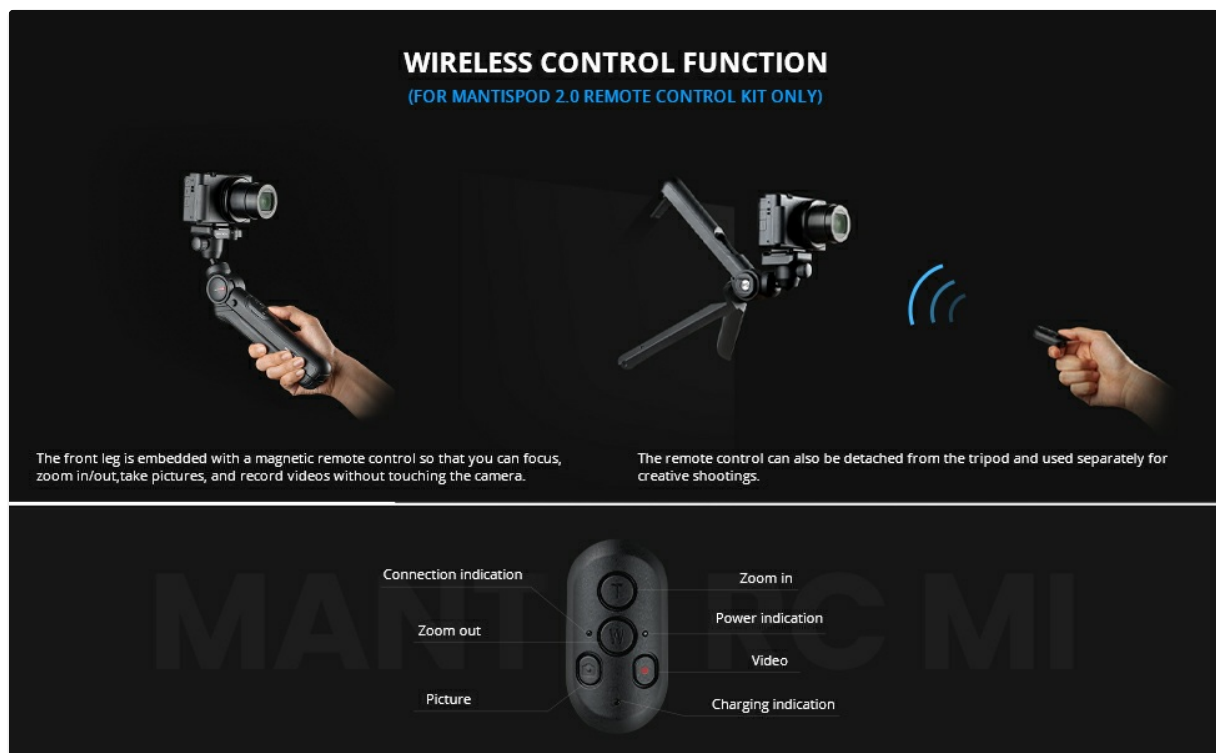 WIRELESS CONTROL FUNCTION
(FOR MANTISPOD 2.0 REMOTE CONTROL KIT ONLY)
The front leg is embedded with a magnetic remote control so that you can focus,
zoom in/out,take pictures, and record videos without touching the camera.
The remote control can also be detached from the tripod and used separately for
creative shootings.
Connection indication
Zoom in
Power indication
Zoom out
Video
Picture
Charging indication
T
W
RC MI